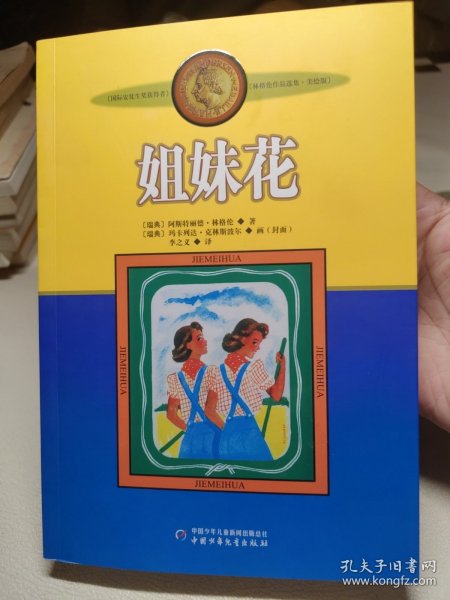 （国际安徒生奖获得者）
（林格伦作品选集·美绘版）
姐妹花
［瑞典］阿斯特丽德·林格伦 ◆ 著
［瑞典］玛卡列达·克林斯波尔 ◆ 画（封面）
李之义 ◆ 译
JIEMEIHUA
JIEMEIHUA
JIEMEIHUA
JIEMEIHUA
中国少年儿童新闻出版总社
中国少年儿童出版社
孔夫子旧书网
www.kongfz.com